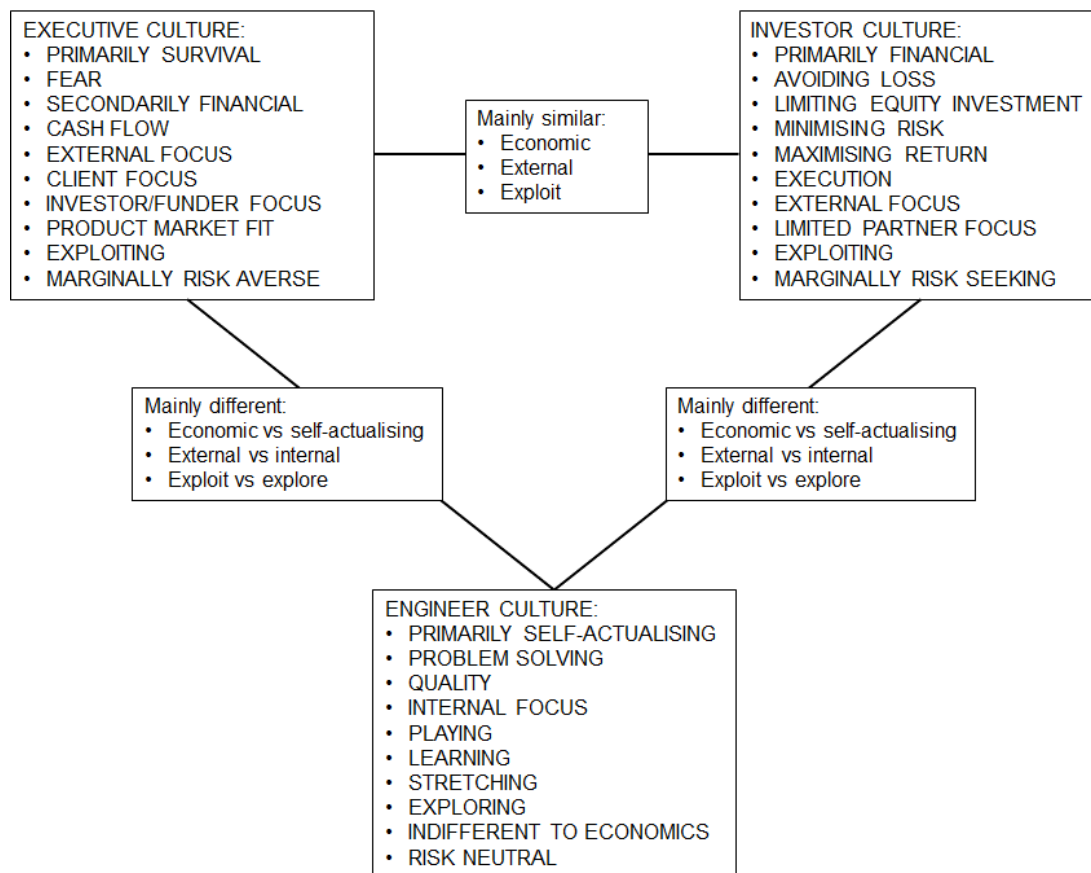 EXECUTIVE CULTURE:
• PRIMARILY SURVIVAL
• FEAR
• SECONDARILY FINANCIAL
• CASH FLOW
• EXTERNAL FOCUS
• CLIENT FOCUS
• INVESTOR/FUNDER FOCUS
• PRODUCT MARKET FIT
• EXPLOITING
• MARGINALLY RISK AVERSE
Mainly similar:
• Economic
• External
• Exploit
INVESTOR CULTURE:
• PRIMARILY FINANCIAL
• AVOIDING LOSS
• LIMITING EQUITY INVESTMENT
• MINIMISING RISK
• MAXIMISING RETURN
• EXECUTION
• EXTERNAL FOCUS
• LIMITED PARTNER FOCUS
• EXPLOITING
• MARGINALLY RISK SEEKING
Mainly different:
• Economic vs self-actualising
• External vs internal
• Exploit vs explore
Mainly different:
• Economic vs self-actualising
• External vs internal
• Exploit vs explore
ENGINEER CULTURE:
• PRIMARILY SELF-ACTUALISING
• PROBLEM SOLVING
• QUALITY
• INTERNAL FOCUS
• PLAYING
• LEARNING
• STRETCHING
• EXPLORING
• INDIFFERENT TO ECONOMICS
• RISK NEUTRAL